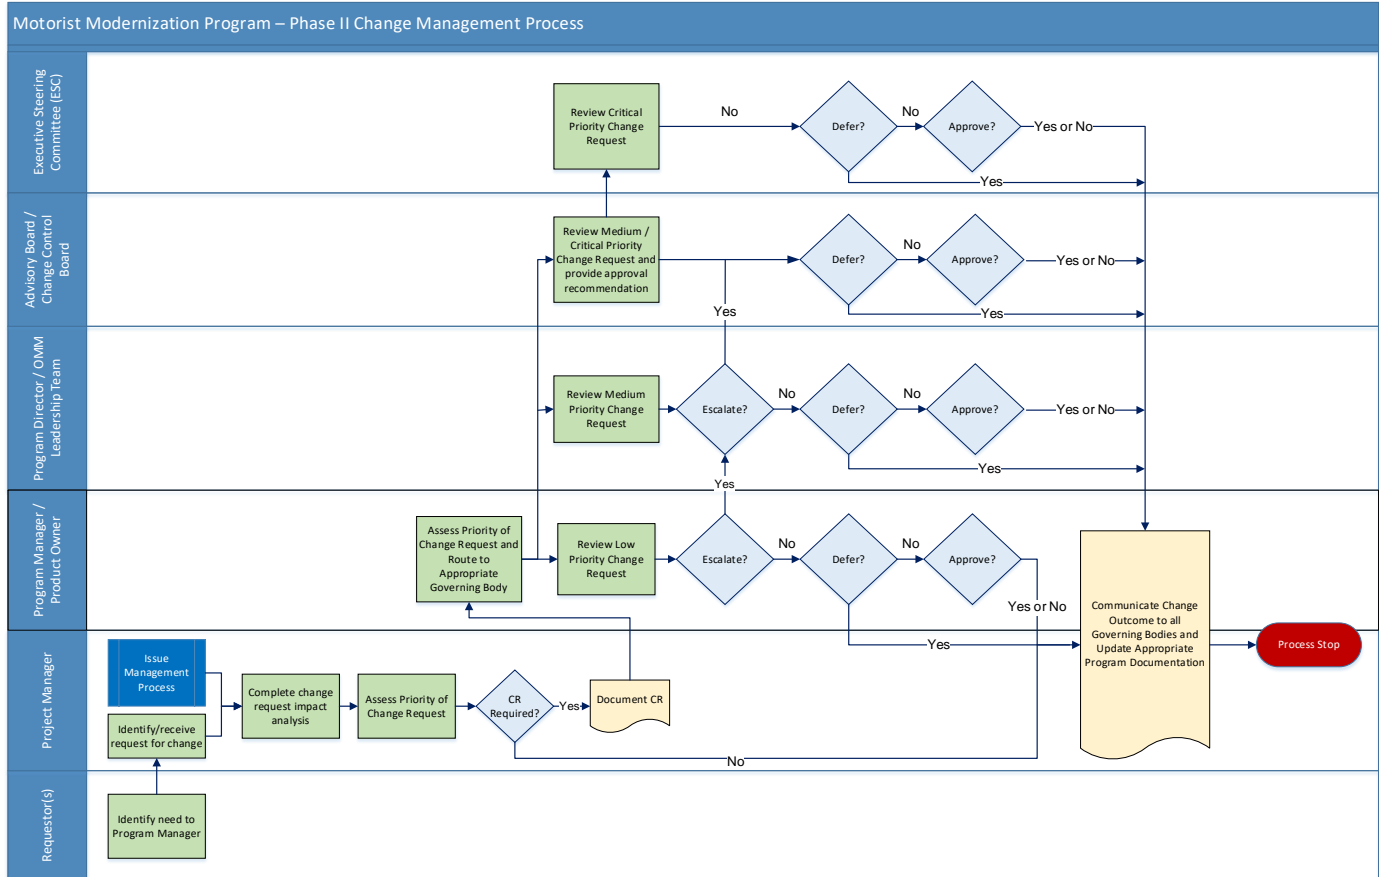 Motorist Modernization Program – Phase II Change Management Process
Executive Steering
Committee (ESC)
Review Critical
Priority Change
Request
No
Defer?
No
Approve?
Yes or No
Yes
Advisory Board /
Change Control
Board
Review Medium /
Critical Priority
Change Request and
provide approval
recommendation
Defer?
No
Approve?
Yes or No
Yes
Yes
Program Director / OMM
Leadership Team
Review Medium
Priority Change
Request
Escalate?
No
Defer?
No
Approve?
Yes or No
Yes
Yes
Program Manager /
Product Owner
Assess Priority of
Change Request and
Route to
Appropriate
Governing Body
Review Low
Priority Change
Request
Escalate?
No
Defer?
No
Approve?
Yes or No
Yes
Communicate Change
Outcome to all
Governing Bodies and
Update Appropriate
Program Documentation
Process Stop
Project Manager
Issue
Management
Process
Identify/receive
request for change
Complete change
request impact
analysis
Assess Priority of
Change Request
CR
Required?
Yes
Document CR
No
Requestor(s)
Identify need to
Program Manager